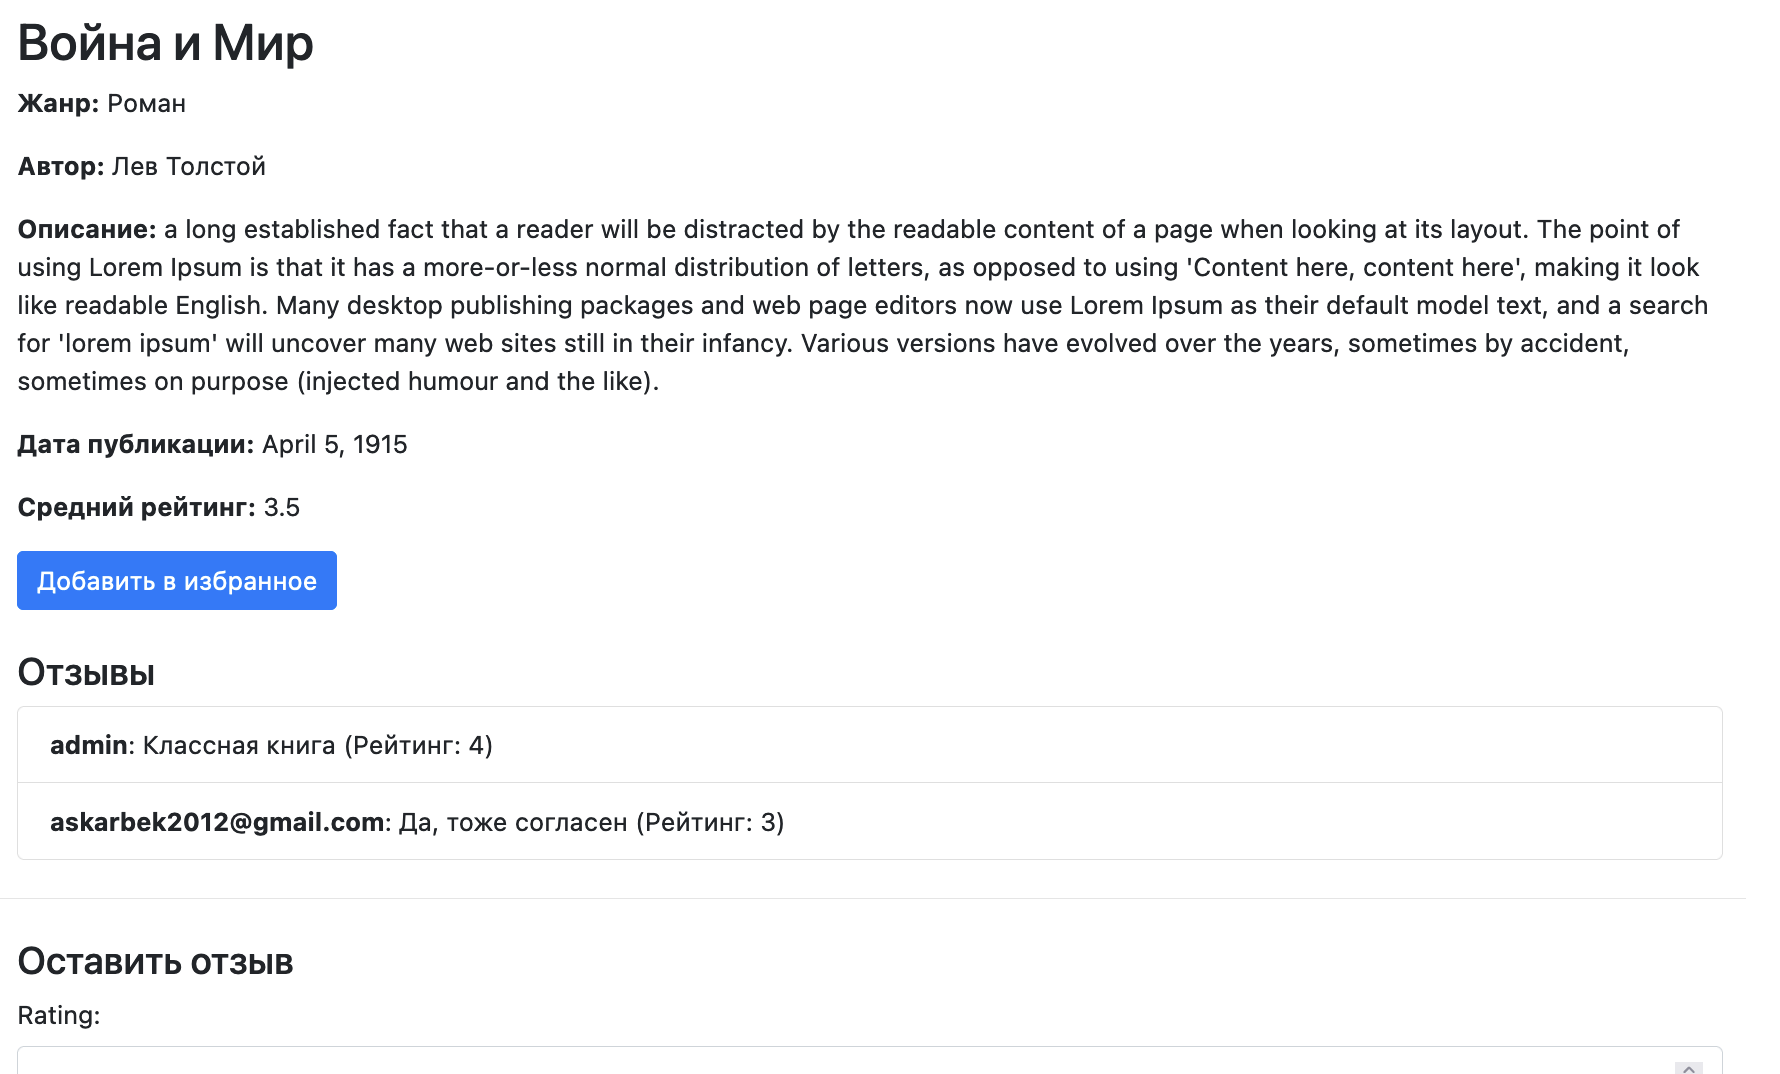 Война и Мир
Жанр: Роман
Автор: Лев Толстой
Описание: a long established fact that a reader will be distracted by the readable content of a page when looking at its layout. The point of
using Lorem Ipsum is that it has a more-or-less normal distribution of letters, as opposed to using 'Content here, content here', making it look
like readable English. Many desktop publishing packages and web page editors now use Lorem Ipsum as their default model text, and a search
for 'lorem ipsum' will uncover many web sites still in their infancy. Various versions have evolved over the years, sometimes by accident,
sometimes on purpose (injected humour and the like).
Дата публикации: April 5, 1915
Средний рейтинг: 3.5
Добавить в избранное
Отзывы
admin: Классная книга (Рейтинг: 4)
askarbek2012@gmail.com: Да, тоже согласен (Рейтинг: 3)
Оставить отзыв
Rating: